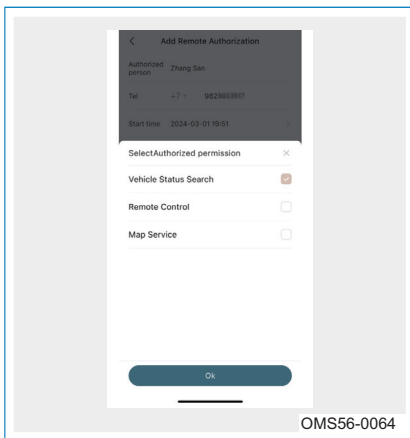 Add Remote Authorization
Authorized
person
Zhang San
Tel
+7
Start time 2024-03-01 19:51
SelectAuthorized permission
Vehicle Status Search
Remote Control
Map Service
Ok
OMS56-0064